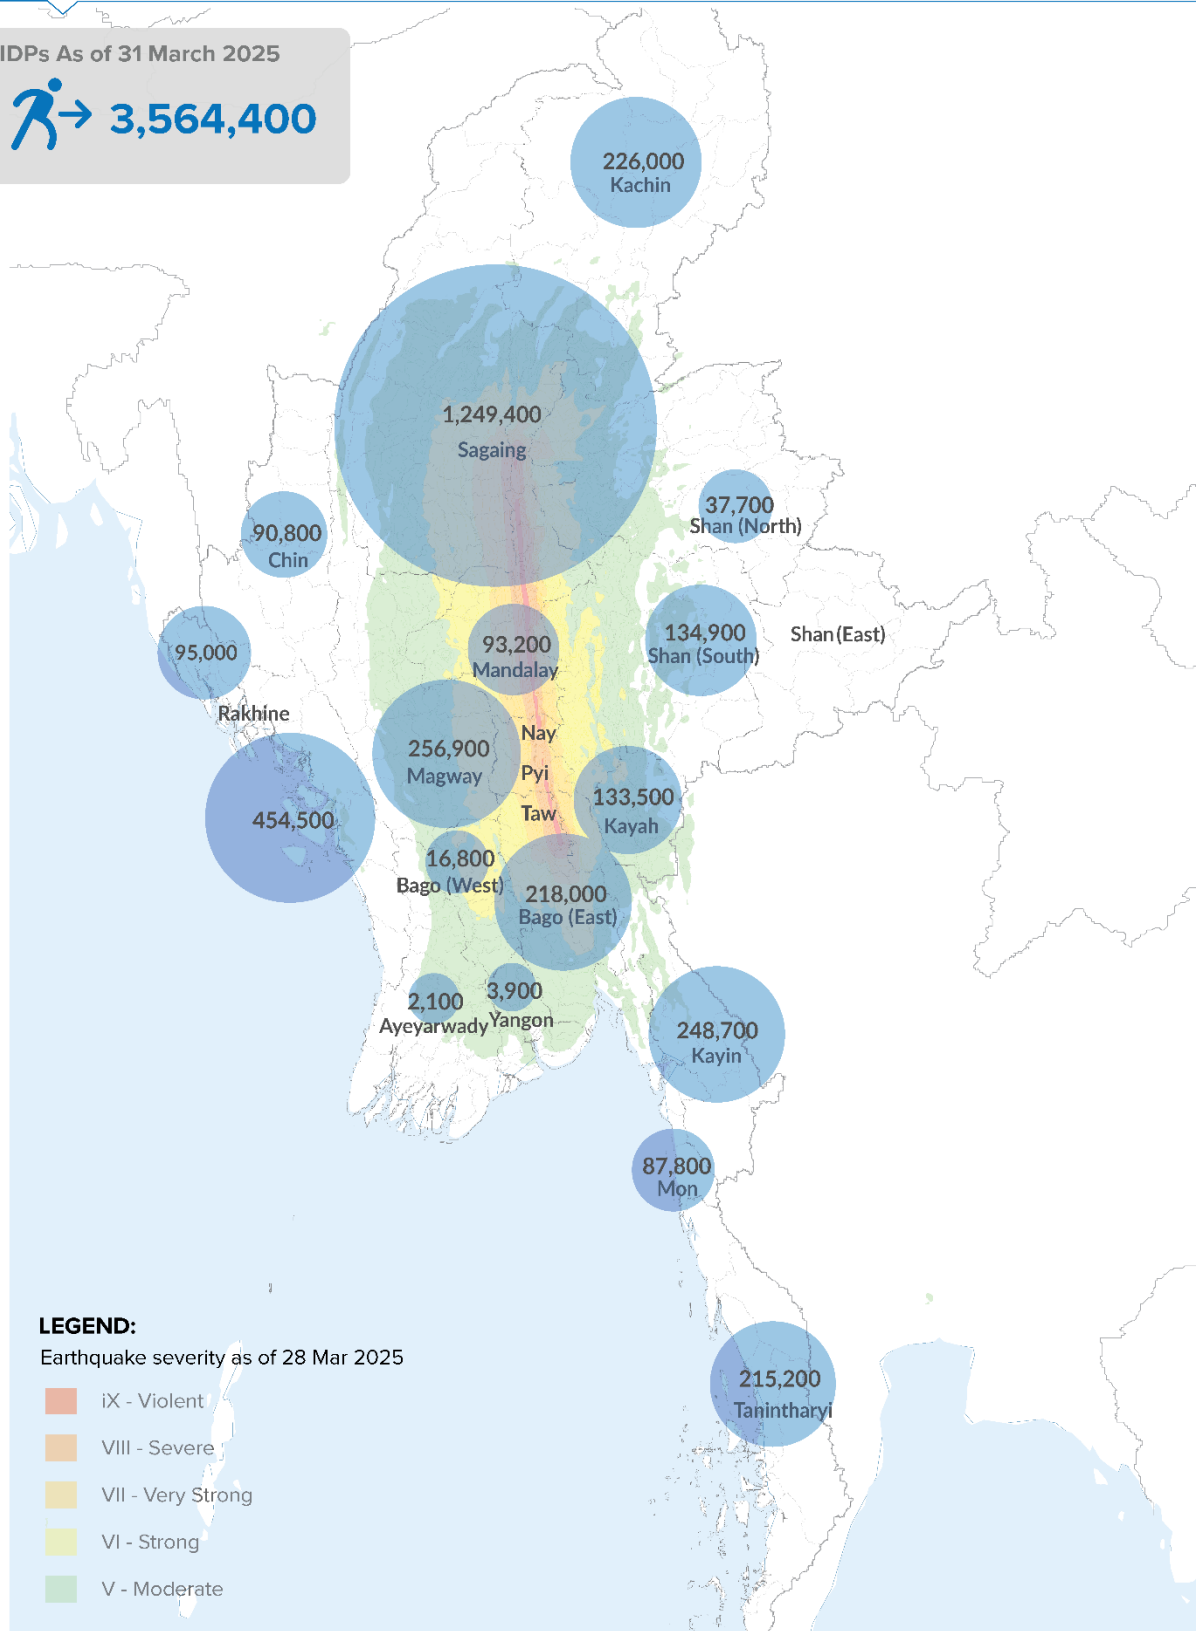 IDPs As of 31 March 2025
3,564,400
226,000
Kachin
1,249,400
Sagaing
37,700
Shan (North)
90,800
Chin
134,900
Shan (South)
Shan (East)
93,200
Mandalay
95,000
Rakhine
454,500
256,900
Magway
Nay
Pyi
Taw
133,500
Kayah
16,800
Bago (West)
218,000
Bago (East)
2,100
Ayeyarwady
3,900
Yangon
248,700
Kayin
87,800
Mon
215,200
Tanintharyi
LEGEND:
Earthquake severity as of 28 Mar 2025
iX - Violent
VIII - Severe
VII - Very Strong
VI - Strong
V - Moderate